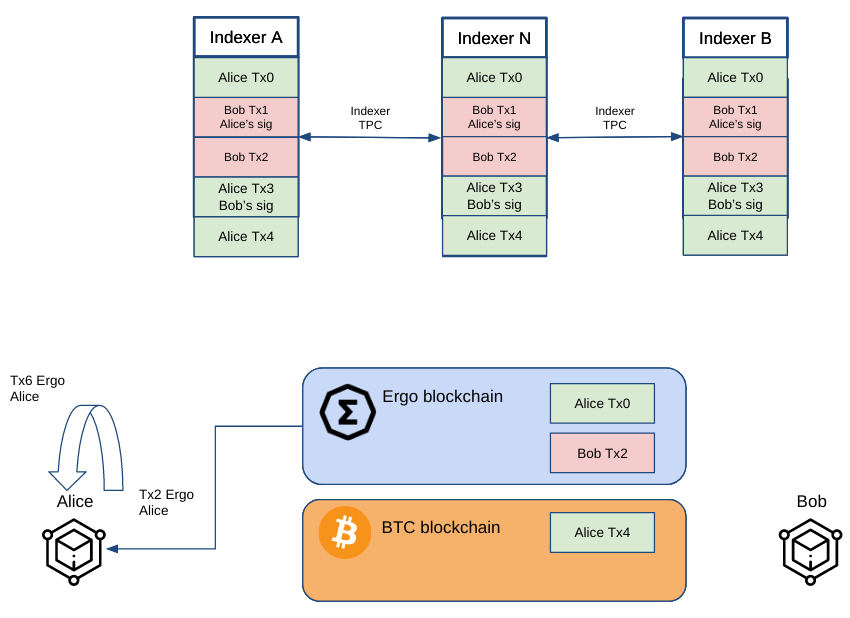 Indexer A
Indexer N
Indexer B
Alice Tx0
Alice Tx0
Alice Tx0
Bob Tx1
Alice’s sig
Bob Tx1
Alice’s sig
Bob Tx1
Alice’s sig
Indexer
TPC
Indexer
TPC
Bob Tx2
Bob Tx2
Bob Tx2
Alice Tx3
Bob’s sig
Alice Tx3
Bob’s sig
Alice Tx3
Bob’s sig
Alice Tx4
Alice Tx4
Alice Tx4
Tx6 Ergo
Alice
Σ
Ergo blockchain
Alice Tx0
Bob Tx2
Tx2 Ergo
Alice
Alice
BTC blockchain
Alice Tx4
Bob